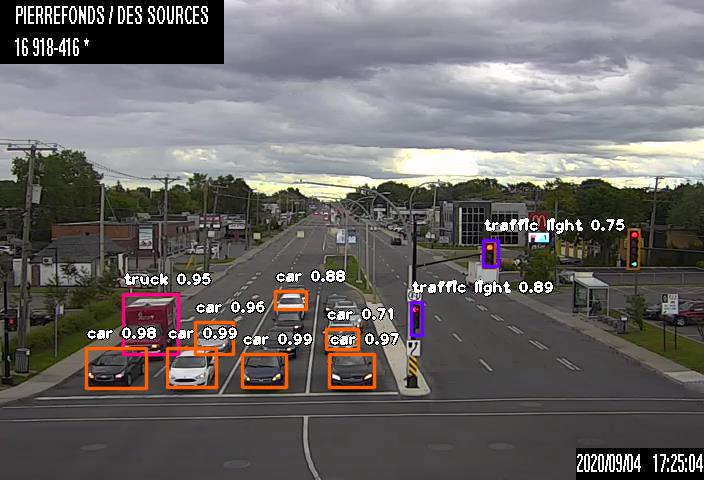 PIERREFONDS / DES SOURCES
16 918-416 *
traffic light 0.75
truck 0.95
car 0.88
traffic light 0.89
car 0.96
car 0.71
car 0.98
car 0.99
car 0.99
car 0.97
2020/09/04 17:25:04